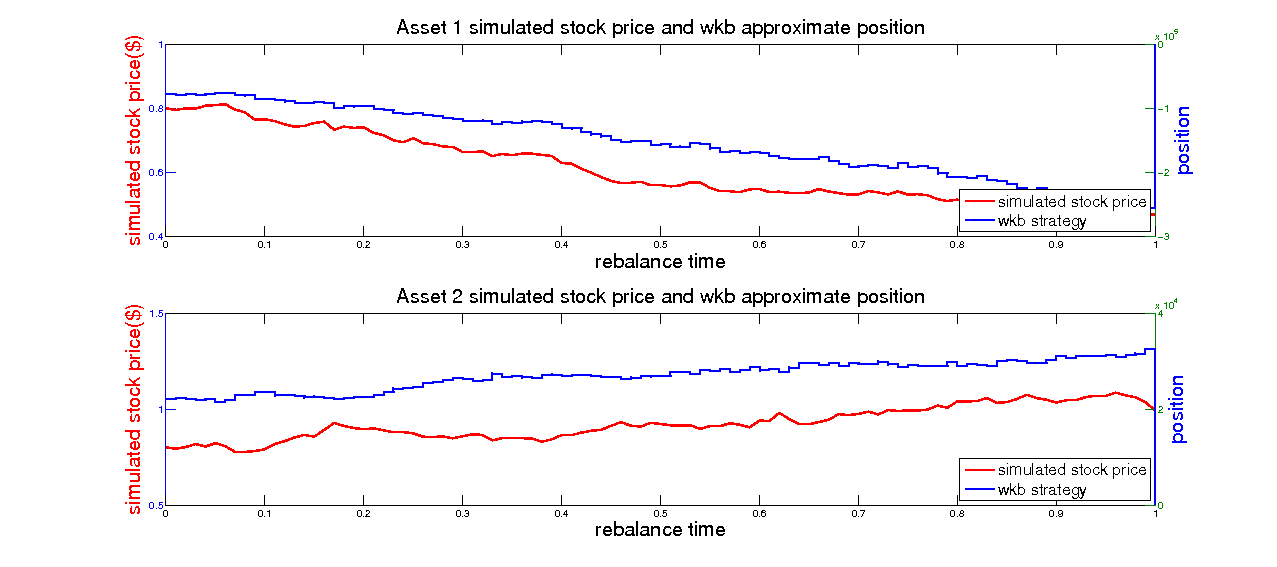 Asset 1 simulated stock price and wkb approximate position
simulated stock price($)
1
0.8
0.6
0.4
x 10^5
0
-1
-2
-3
position
simulated stock price
wkb strategy
0 0.1 0.2 0.3 0.4 0.5 0.6 0.7 0.8 0.9 1
rebalance time
Asset 2 simulated stock price and wkb approximate position
simulated stock price($)
1.5
1
0.5
x 10^4
4
2
0
position
simulated stock price
wkb strategy
0 0.1 0.2 0.3 0.4 0.5 0.6 0.7 0.8 0.9 1
rebalance time